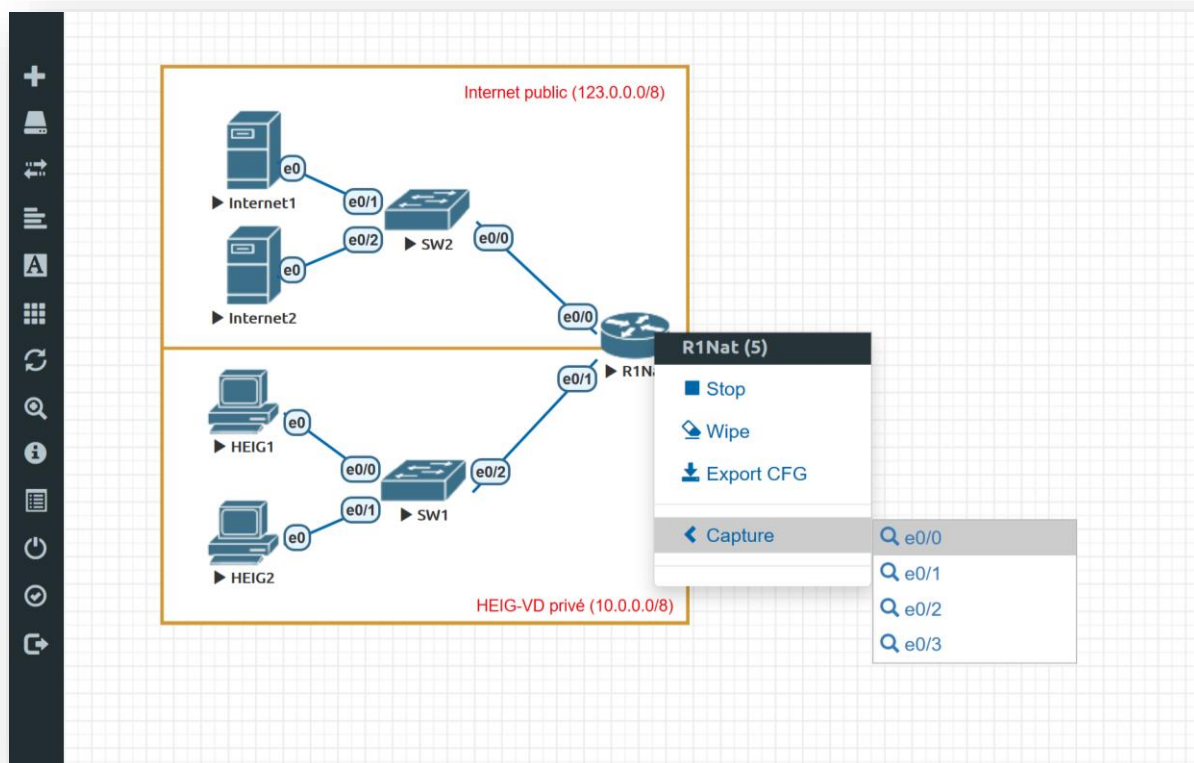 Internet public (123.0.0.0/8)
e0
Internet1
e0/1
SW2
e0/0
e0/2
e0
Internet2
e0/0
R1Nat (5)
e0/1
R1N
Stop
Wipe
Export CFG
Capture
e0/0
e0/1
e0/2
e0/3
e0
HEIG1
e0/0
e0/2
e0/1
SW1
e0
HEIG2
HEIG-VD privé (10.0.0.0/8)
A